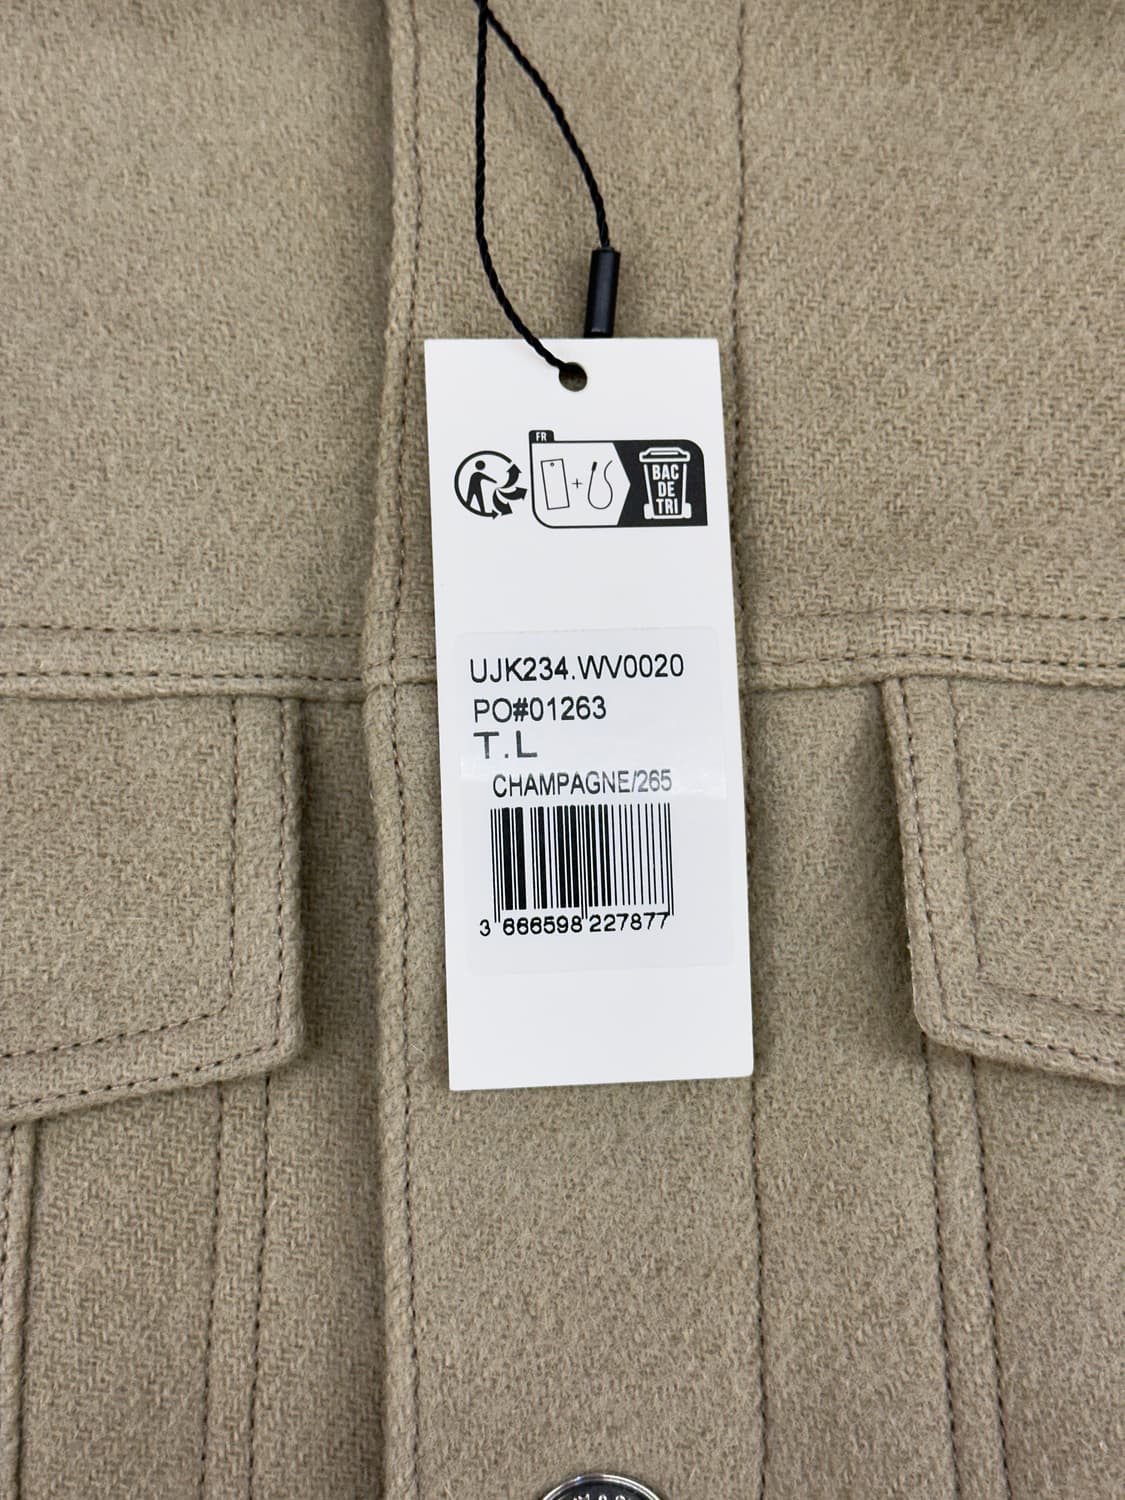 FR
BAC
DE
TRI
UJK234.WV0020
PO#01263
T.L
CHAMPAGNE/265
3 666598 227877